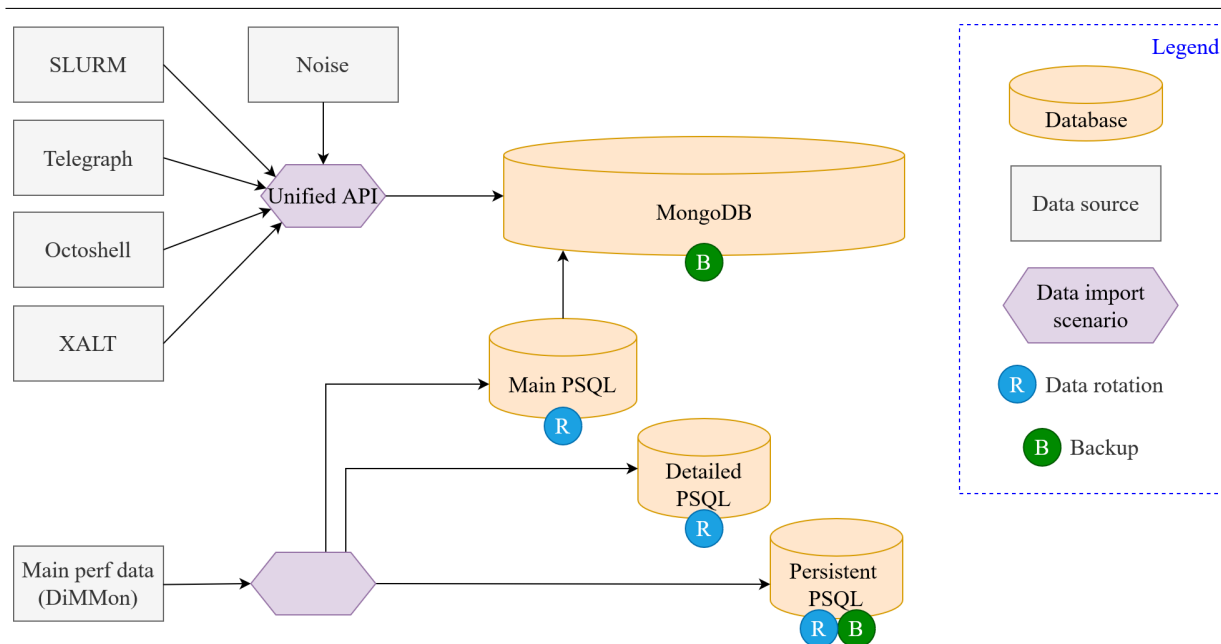 SLURM
Noise
Telegraph
Unified API
Octoshell
XALT
MongoDB
B
Main PSQL
R
Detailed
PSQL
R
Main perf data
(DiMMon)
Persistent
PSQL
R
B
Legend
Database
Data source
Data import
scenario
R
Data rotation
B
Backup